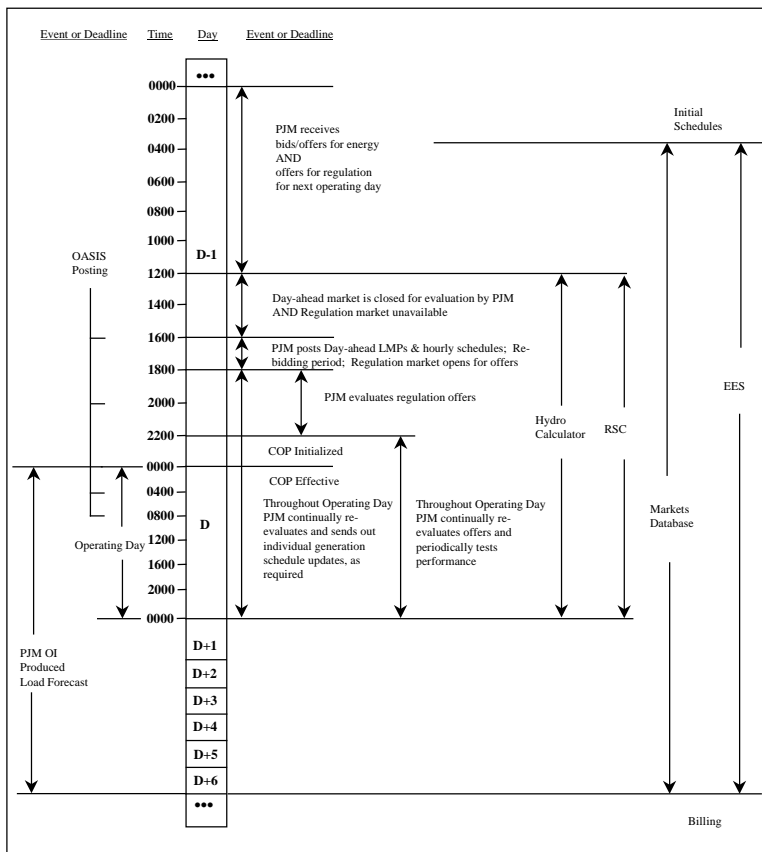 Event or Deadline Time Day Event or Deadline
•••
0000
0200
0400
0600
0800
1000
1200
1400
1600
1800
2000
2200
0000
0400
0800
1200
1600
2000
0000
D-1
D
D+1
D+2
D+3
D+4
D+5
D+6
•••
OASIS
Posting
Operating Day
PJM OI
Produced
Load Forecast
PJM receives
bids/offers for energy
AND
offers for regulation
for next operating day
Day-ahead market is closed for evaluation by PJM
AND Regulation market unavailable
PJM posts Day-ahead LMPs & hourly schedules; Re-
bidding period; Regulation market opens for offers
PJM evaluates regulation offers
COP Initialized
COP Effective
Throughout Operating Day
PJM continually re-
evaluates and sends out
individual generation
schedule updates, as
required
Throughout Operating Day
PJM continually re-
evaluates offers and
periodically tests
performance
Hydro
Calculator
RSC
Initial
Schedules
Markets
Database
EES
Billing